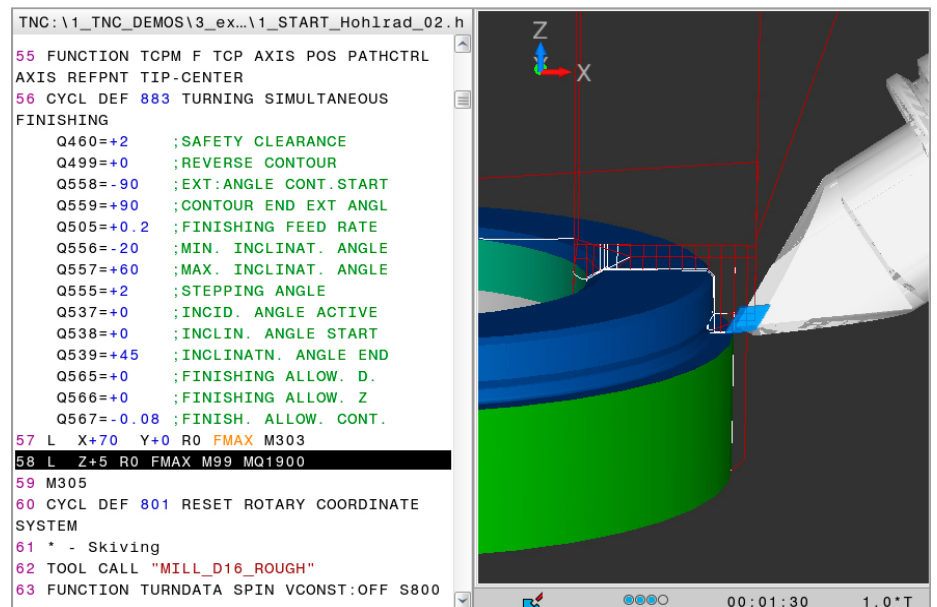 TNC:\1_TNC_DEMOS\3_ex…\1_START_Hohlrad_02.h
55 FUNCTION TCPM F TCP AXIS POS PATHCTRL
AXIS REFPNT TIP-CENTER
56 CYCL DEF 883 TURNING SIMULTANEOUS
FINISHING
Q460=+2 ;SAFETY CLEARANCE
Q499=+0 ;REVERSE CONTOUR
Q558=-90 ;EXT:ANGLE CONT.START
Q559=+90 ;CONTOUR END EXT ANGL
Q505=+0.2 ;FINISHING FEED RATE
Q556=-20 ;MIN. INCLINAT. ANGLE
Q557=+60 ;MAX. INCLINAT. ANGLE
Q555=+2 ;STEPPING ANGLE
Q537=+0 ;INCID. ANGLE ACTIVE
Q538=+0 ;INCLIN. ANGLE START
Q539=+45 ;INCLINATN. ANGLE END
Q565=+0 ;FINISHING ALLOW. D.
Q566=+0 ;FINISHING ALLOW. Z
Q567=-0.08 ;FINISH. ALLOW. CONT.
57 L X+70 Y+0 R0 FMAX M303
58 L Z+5 R0 FMAX M99 MQ1900
59 M305
60 CYCL DEF 801 RESET ROTARY COORDINATE
SYSTEM
61 * - Skiving
62 TOOL CALL "MILL_D16_ROUGH"
63 FUNCTION TURNDATA SPIN VCONST:OFF S800
Z
X
00:01:30 1.0*T